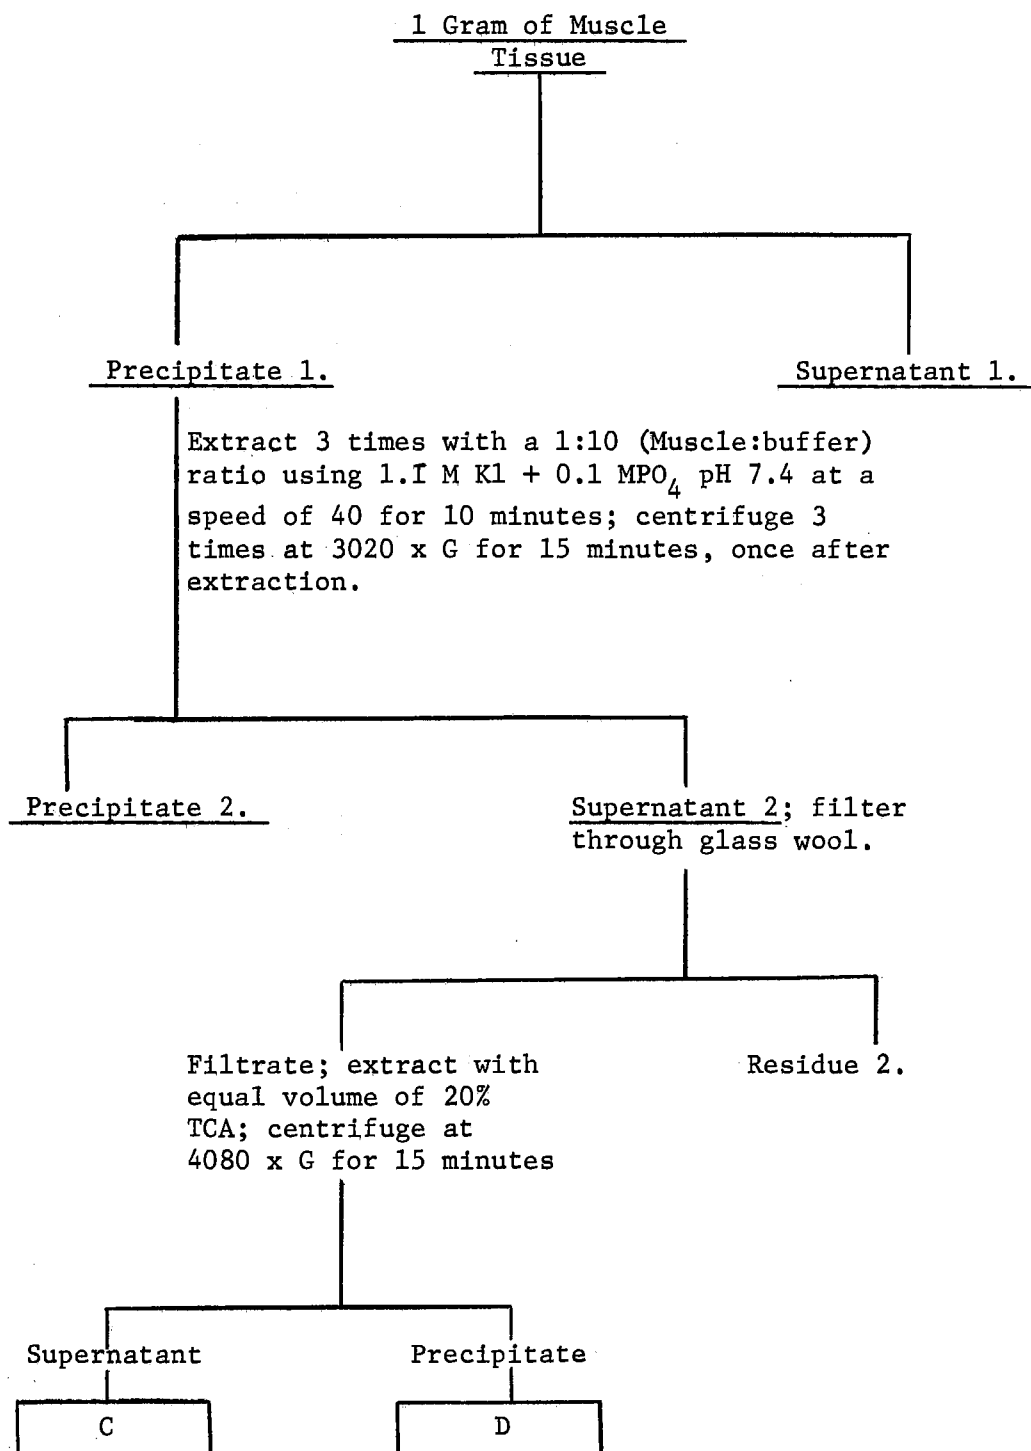 1 Gram of Muscle
Tissue
Precipitate 1.
Supernatant 1.
Extract 3 times with a 1:10 (Muscle:buffer)
ratio using 1.1 M K1 + 0.1 MPO4 pH 7.4 at a
speed of 40 for 10 minutes; centrifuge 3
times at 3020 x G for 15 minutes, once after
extraction.
Precipitate 2.
Supernatant 2; filter
through glass wool.
Filtrate; extract with
equal volume of 20%
TCA; centrifuge at
4080 x G for 15 minutes
Residue 2.
Supernatant
Precipitate
C
D